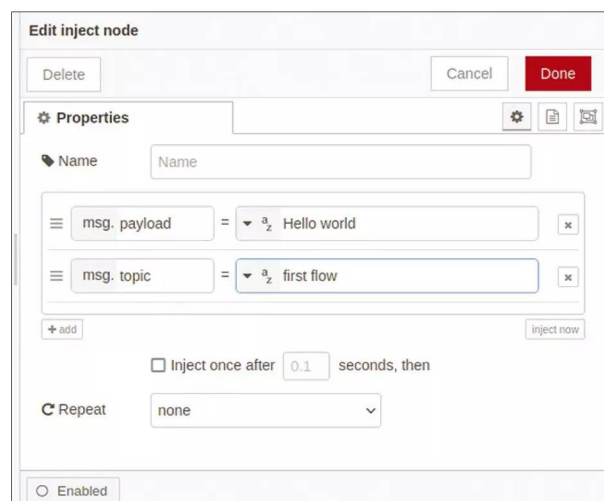 Edit inject node
Delete Cancel Done
Properties
Name Name
msg. payload = az Hello world
msg. topic = az first flow
add inject now
Inject once after 0.1 seconds, then
Repeat none
Enabled